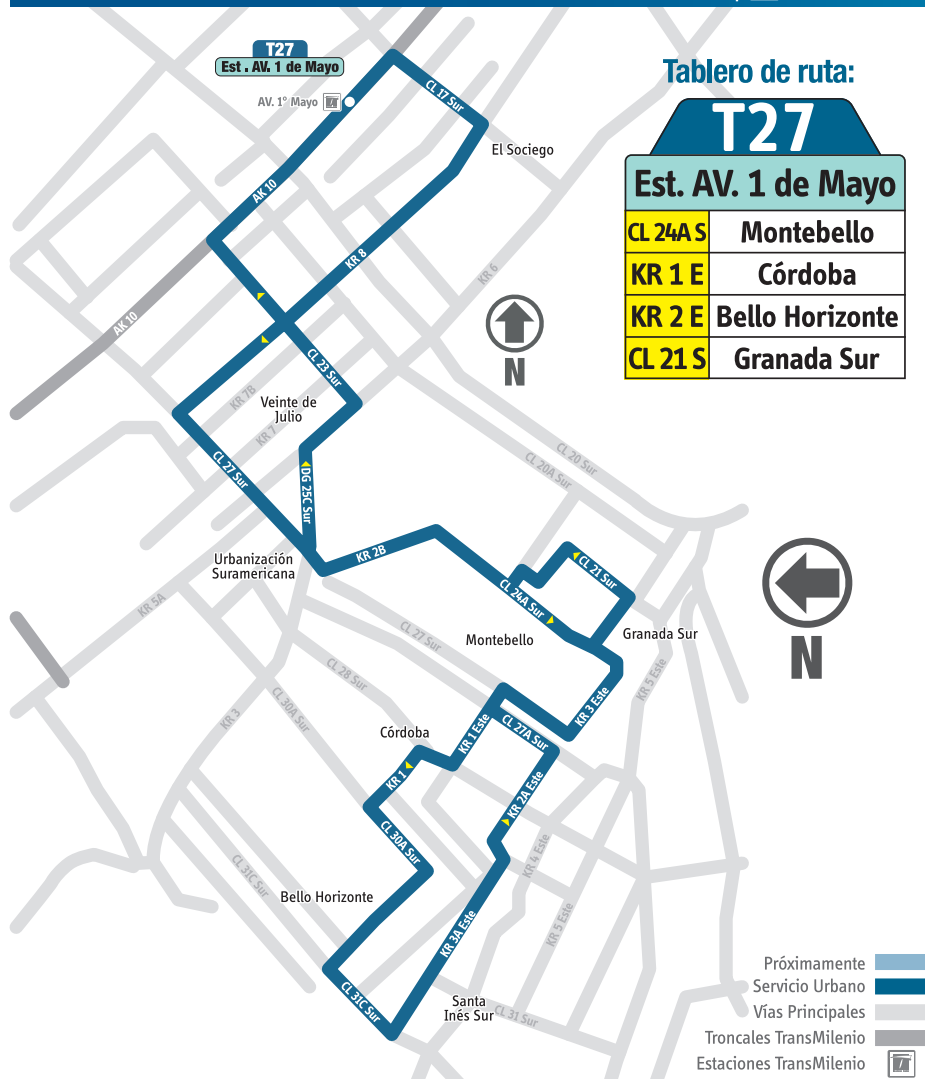 T27
Est . AV. 1 de Mayo
AV. 1° Mayo
CL 17 Sur
El Sociego
AK 10
KR 8
KR 6
AK 10
N
CL 23 Sur
KR 7B
Veinte de
Julio
KR 7
CL 27 Sur
DG 25C Sur
CL 20 Sur
CL 20A Sur
Urbanización
Suramericana
KR 2B
KR 5A
CL 21 Sur
CL 24A Sur
Montebello
Granada Sur
CL 27 Sur
CL 28 Sur
KR 5 Este
KR 3 Este
CL 30A Sur
KR 3
Córdoba
KR 1 Este
CL 27A Sur
KR 1
KR 2A Este
CL 30A Sur
KR 4 Este
CL 31C Sur
Bello Horizonte
KR 3A Este
KR 5 Este
CL 31C Sur
Santa
Inés Sur
CL 31 Sur
Tablero de ruta:
T27
Est. AV. 1 de Mayo
CL 24A S Montebello
KR 1 E Córdoba
KR 2 E Bello Horizonte
CL 21 S Granada Sur
N
Próximamente
Servicio Urbano
Vías Principales
Troncales TransMilenio
Estaciones TransMilenio